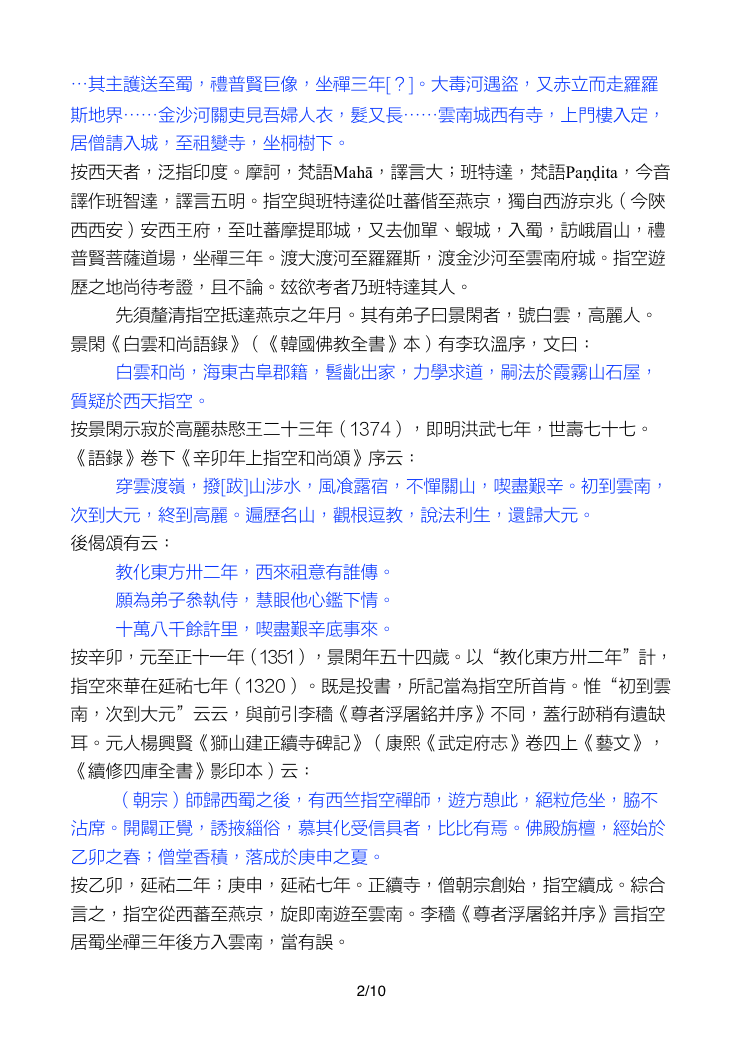 …其主護送至蜀，禮普賢巨像，坐禪三年[？]。大毒河遇盜，又赤立而走羅羅
斯地界……金沙河關吏見吾婦人衣，髮又長……雲南城西有寺，上門樓入定，
居僧請入城，至祖變寺，坐桐樹下。
按西天者，泛指印度。摩訶，梵語Mahā，譯言大；班特達，梵語Paṇḍita，今音
譯作班智達，譯言五明。指空與班特達從吐蕃偕至燕京，獨自西游京兆（今陝
西西安）安西王府，至吐蕃摩提耶城，又去伽單、蝦城，入蜀，訪峨眉山，禮
普賢菩薩道場，坐禪三年。渡大渡河至羅羅斯，渡金沙河至雲南府城。指空遊
歷之地尚待考證，且不論。玆欲考者乃班特達其人。
先須釐清指空抵達燕京之年月。其有弟子曰景閑者，號白雲，高麗人。
景閑《白雲和尚語錄》（《韓國佛教全書》本）有李玖溫序，文曰：
白雲和尚，海東古阜郡籍，髫齔出家，力學求道，嗣法於霞霧山石屋，
質疑於西天指空。
按景閑示寂於高麗恭愍王二十三年（1374），即明洪武七年，世壽七十七。
《語錄》卷下《辛卯年上指空和尚頌》序云：
穿雲渡嶺，撥[跋]山涉水，風飡露宿，不憚關山，喫盡艱辛。初到雲南，
次到大元，終到高麗。遍歷名山，觀根逗教，說法利生，還歸大元。
後偈頌有云：
教化東方卅二年，西來祖意有誰傳。
願為弟子叅執侍，慧眼他心鑑下情。
十萬八千餘許里，喫盡艱辛底事來。
按辛卯，元至正十一年（1351），景閑年五十四歲。以“教化東方卅二年”計，
指空來華在延祐七年（1320）。既是投書，所記當為指空所首肯。惟“初到雲
南，次到大元”云云，與前引李穡《尊者浮屠銘并序》不同，蓋行跡稍有遺缺
耳。元人楊興賢《獅山建正續寺碑記》（康熙《武定府志》卷四上《藝文》，
《續修四庫全書》影印本）云：
（朝宗）師歸西蜀之後，有西竺指空禪師，遊方憩此，絕粒危坐，脇不
沾席。開闢正覺，誘掖緇俗，慕其化受信具者，比比有焉。佛殿旃檀，經始於
乙卯之春；僧堂香積，落成於庚申之夏。
按乙卯，延祐二年；庚申，延祐七年。正續寺，僧朝宗創始，指空續成。綜合
言之，指空從西蕃至燕京，旋即南遊至雲南。李穡《尊者浮屠銘并序》言指空
居蜀坐禪三年後方入雲南，當有誤。
2/10